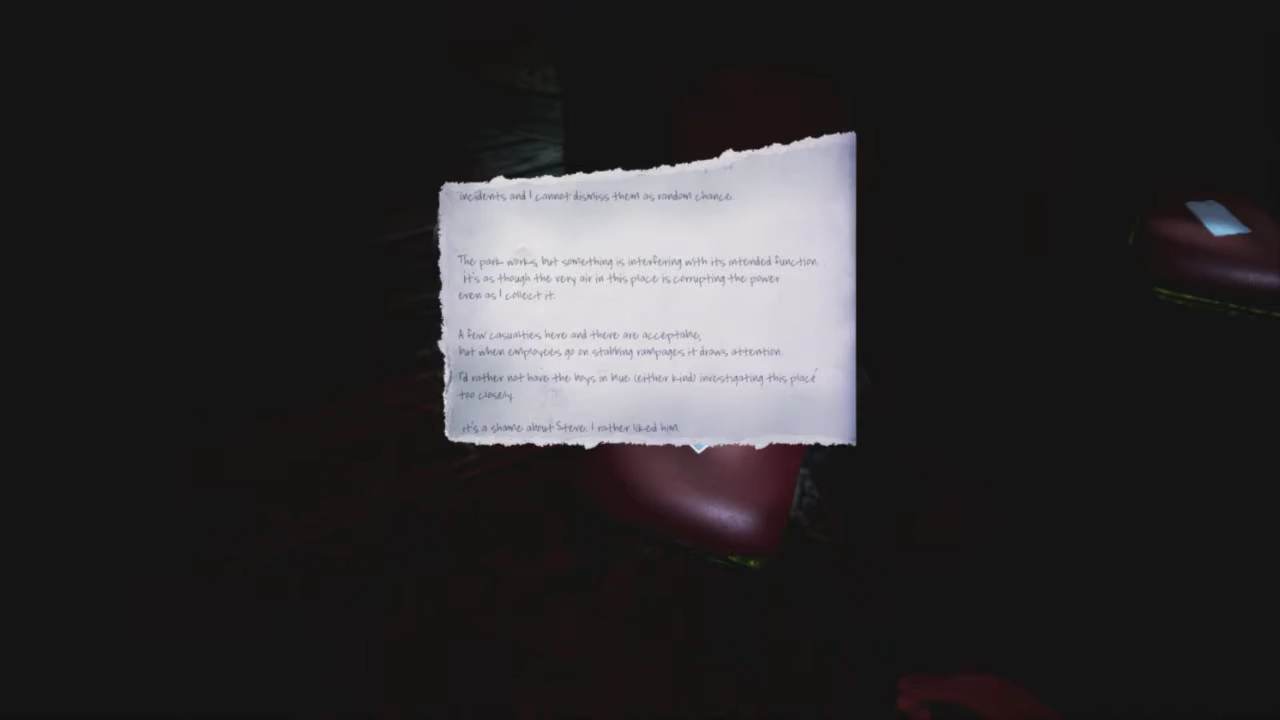 incidents and I cannot dismiss them as random chance.
The park works, but something is interfering with its intended function.
it's as though the very air in this place is corrupting the power
even as I collect it.
A few casualties here and there are acceptable,
but when employees go on stabbing rampages it draws attention.
I'd rather not have the boys in blue (either kind) investigating this place
too closely.
it's a shame about Steve. I rather liked him.